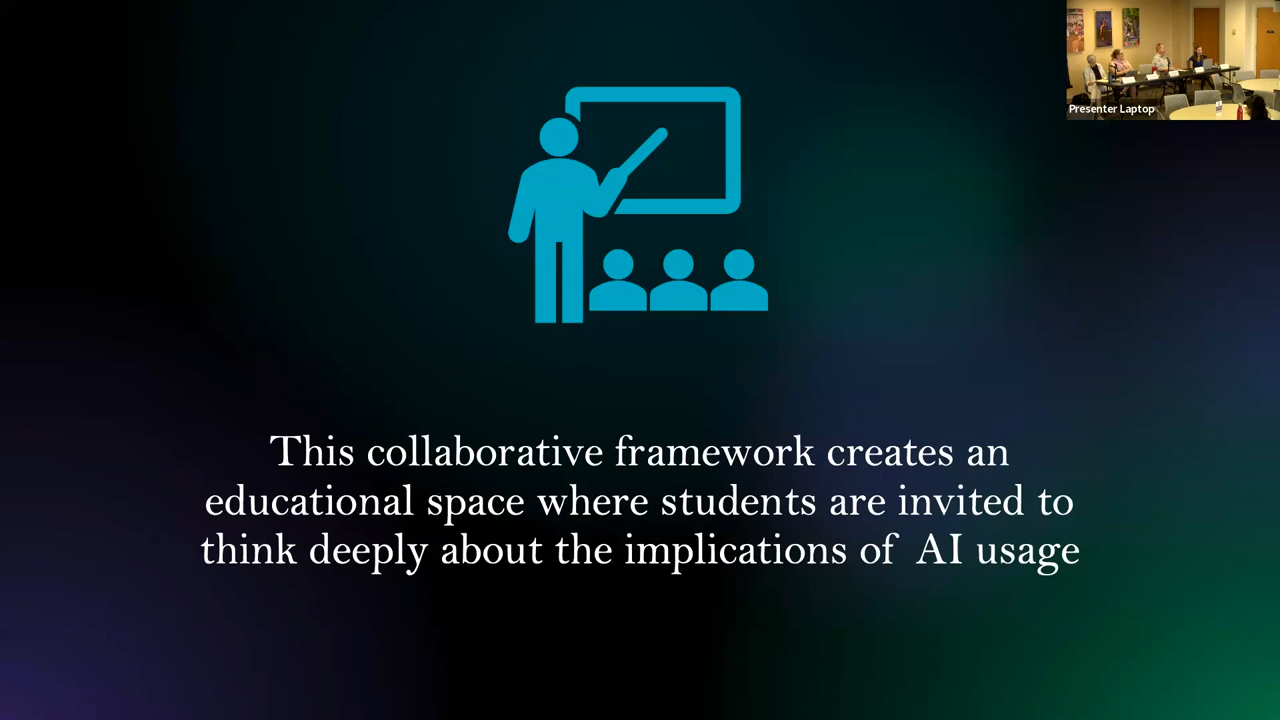 Presenter Laptop
This collaborative framework creates an
educational space where students are invited to
think deeply about the implications of AI usage